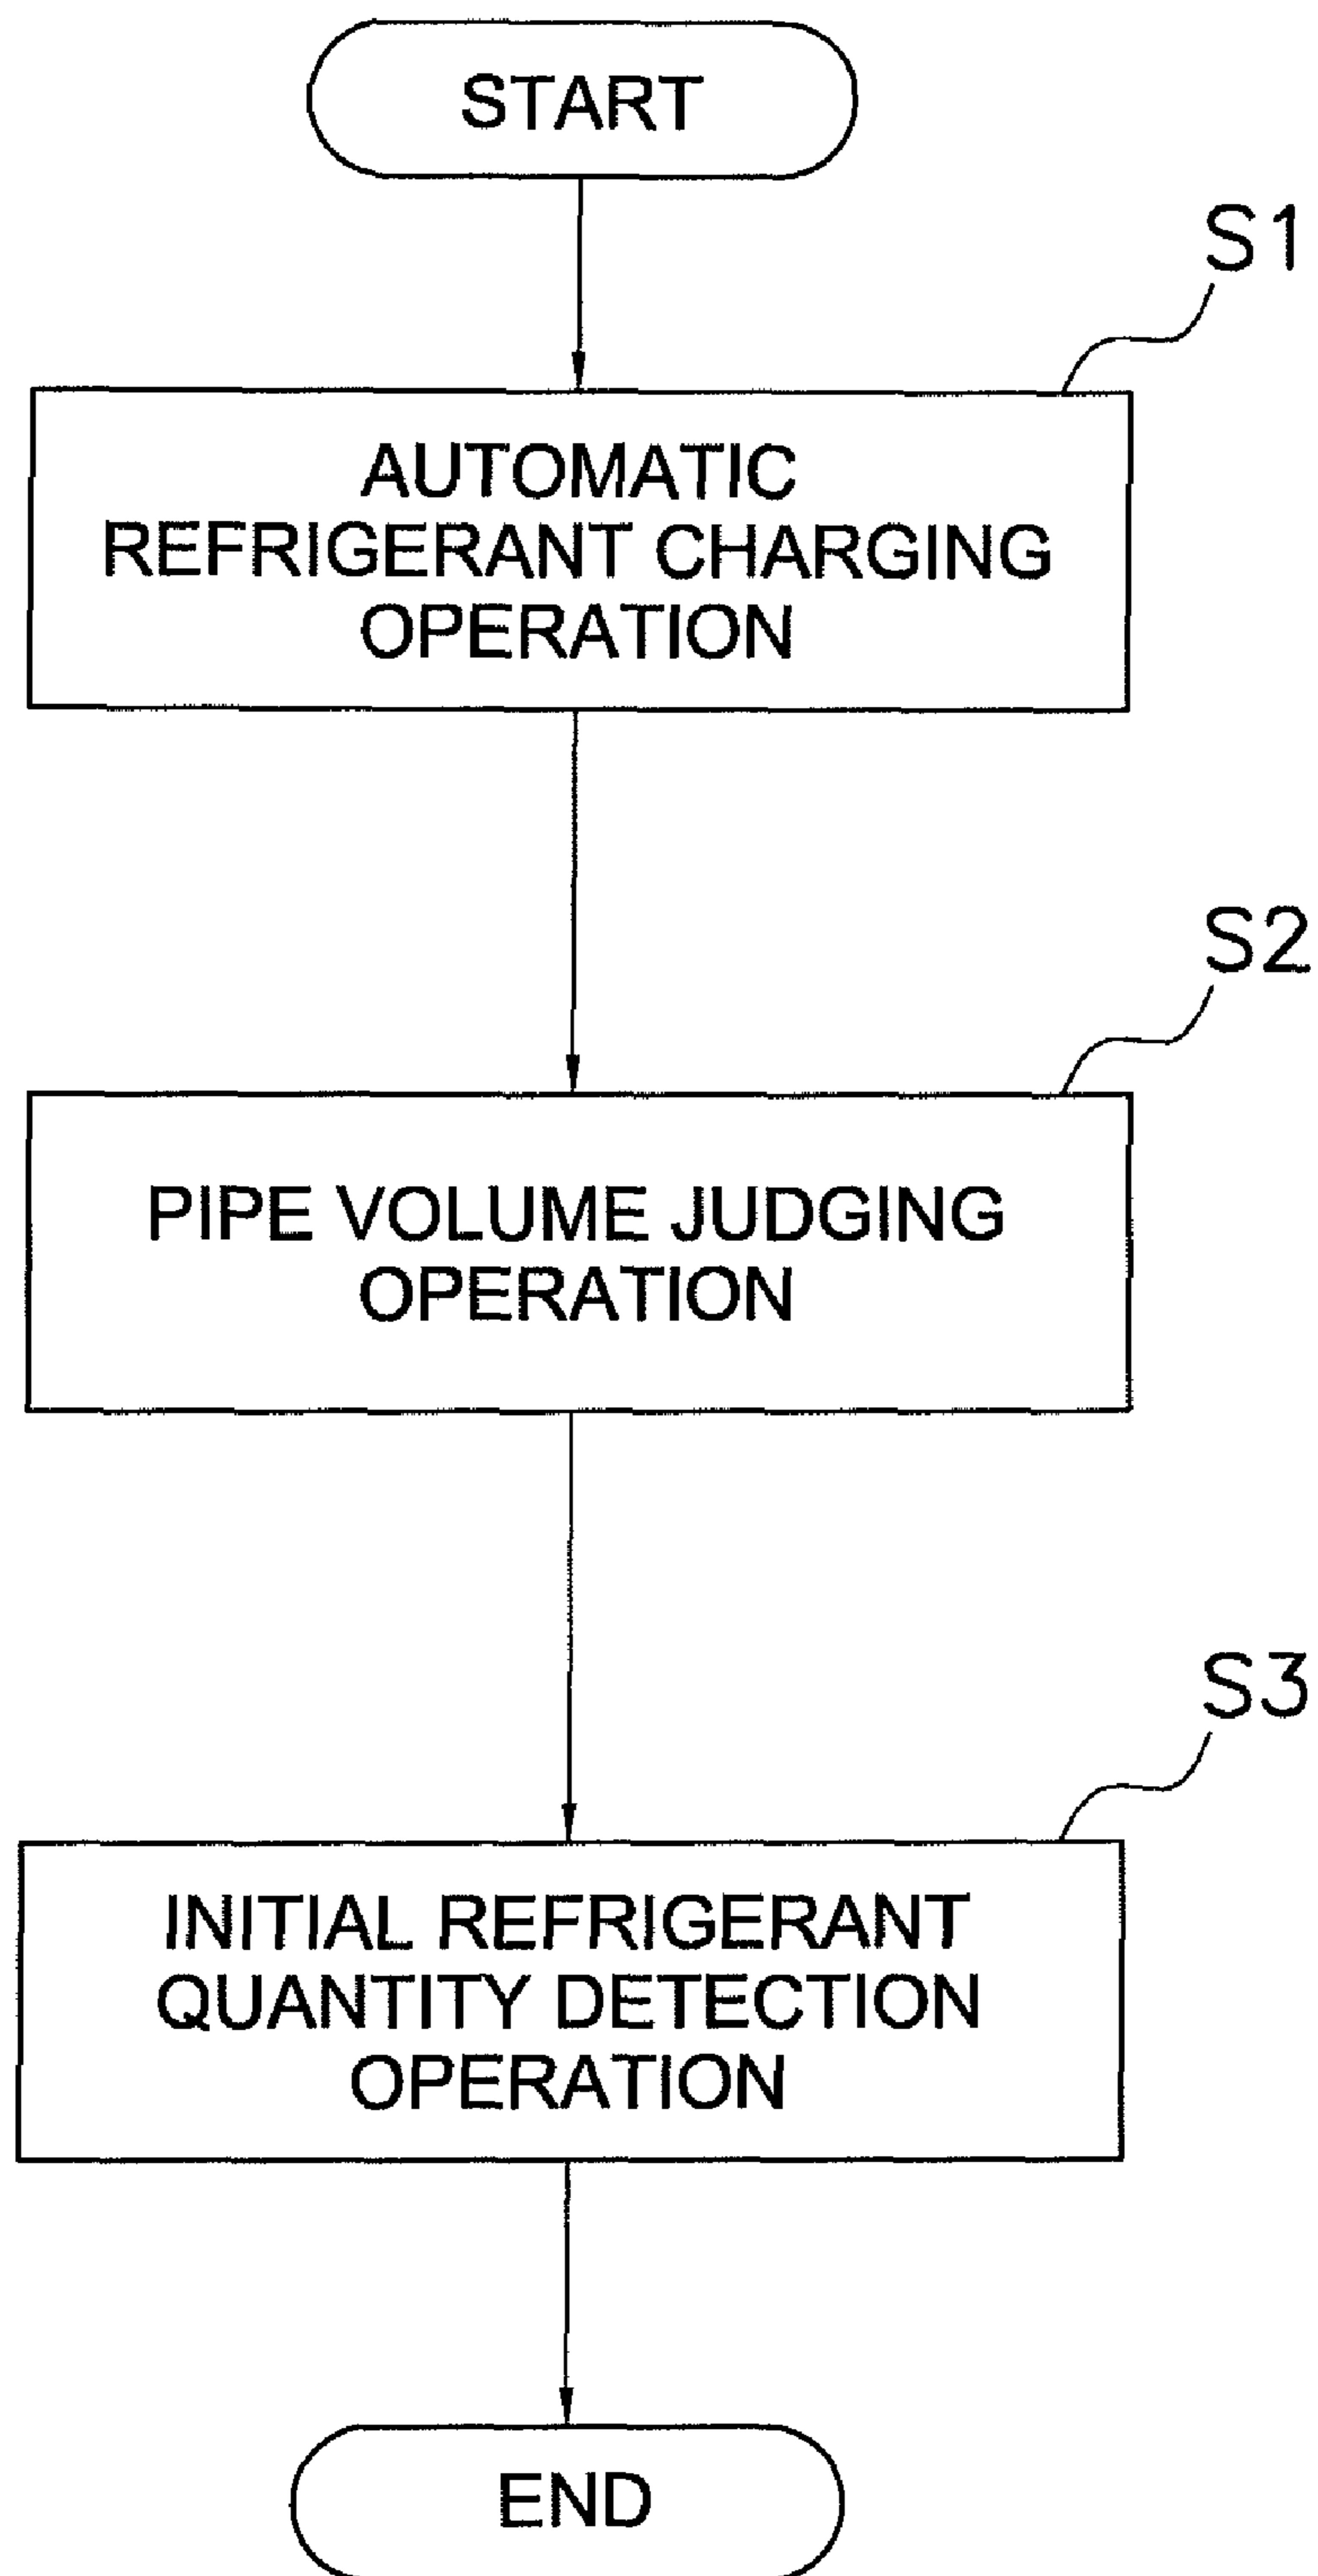 START
S1
AUTOMATIC
REFRIGERANT CHARGING
OPERATION
S2
PIPE VOLUME JUDGING
OPERATION
S3
INITIAL REFRIGERANT
QUANTITY DETECTION
OPERATION
END